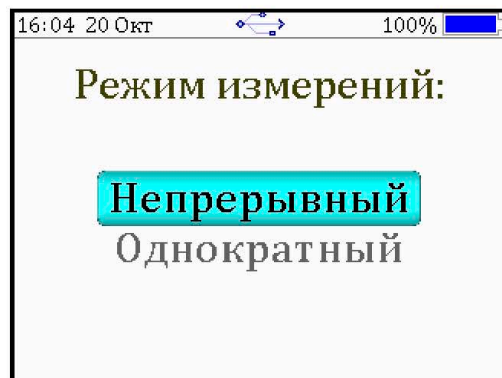 16:04 20 Окт 100%
Режим измерений:
Непрерывный
Однократный